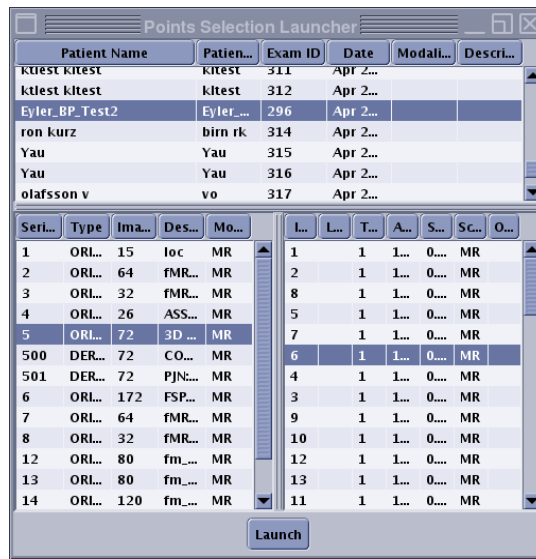 Points Selection Launcher
Patient Name Patien... Exam ID Date Modali... Descri...
ktlest kltest kltest 311 Apr 2...
ktlest kltest kltest 312 Apr 2...
Eyler_BP_Test2 Eyler_... 296 Apr 2...
ron kurz birn rk 314 Apr 2...
Yau Yau 315 Apr 2...
Yau Yau 316 Apr 2...
olafsson v vo 317 Apr 2...
Seri... Type Ima... Des... Mo...
1 ORI... 15 loc MR
2 ORI... 64 fMR... MR
3 ORI... 32 fMR... MR
4 ORI... 26 ASS... MR
5 ORI... 72 3D ... MR
500 DER... 72 CO... MR
501 DER... 72 PJN:... MR
6 ORI... 172 FSP... MR
7 ORI... 64 fMR... MR
8 ORI... 32 fMR... MR
12 ORI... 80 fm_... MR
13 ORI... 80 fm_... MR
14 ORI... 120 fm_... MR
I... L... T... A... S... Sc... O...
1 1 1... 0.... MR
2 1 1... 0.... MR
8 1 1... 0.... MR
5 1 1... 0.... MR
7 1 1... 0.... MR
6 1 1... 0.... MR
4 1 1... 0.... MR
3 1 1... 0.... MR
9 1 1... 0.... MR
10 1 1... 0.... MR
12 1 1... 0.... MR
13 1 1... 0.... MR
11 1 1... 0.... MR
Launch